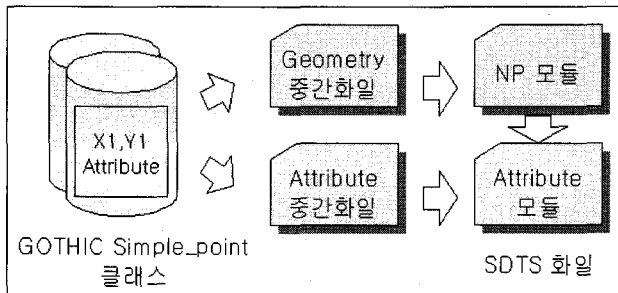 X1,Y1
Attribute
GOTHIC Simple_point
클래스
Geometry
중간화일
Attribute
중간화일
NP 모듈
Attribute
모듈
SDTS 화일